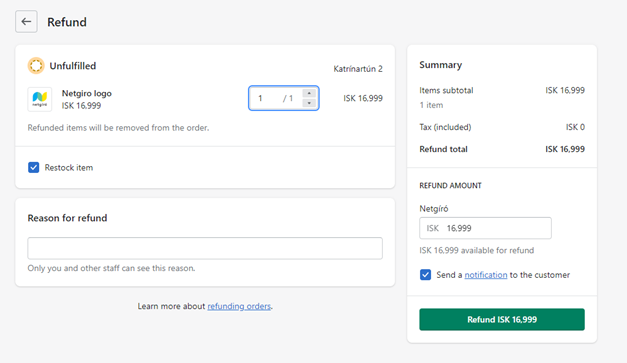 Refund
Unfulfilled
Katrínartún 2
Netgiro logo
ISK 16,999
netgiro
1 / 1
ISK 16,999
Refunded items will be removed from the order.
Restock item
Reason for refund
Only you and other staff can see this reason.
Learn more about refunding orders.
Summary
Items subtotal ISK 16,999
1 item
Tax (included) ISK 0
Refund total ISK 16,999
REFUND AMOUNT
Netgíró
ISK 16,999
ISK 16,999 available for refund
Send a notification to the customer
Refund ISK 16,999